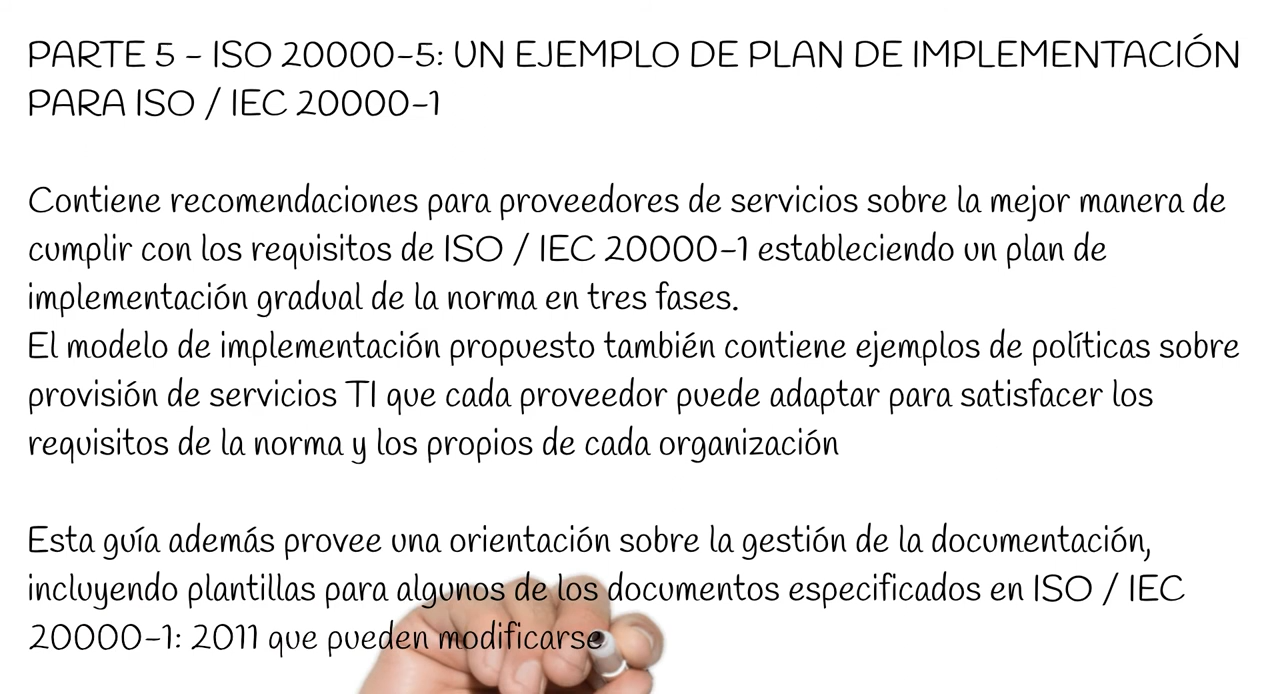 PARTE 5 - ISO 20000-5: UN EJEMPLO DE PLAN DE IMPLEMENTACIÓN
PARA ISO / IEC 20000-1
Contiene recomendaciones para proveedores de servicios sobre la mejor manera de
cumplir con los requisitos de ISO / IEC 20000-1 estableciendo un plan de
implementación gradual de la norma en tres fases.
El modelo de implementación propuesto también contiene ejemplos de políticas sobre
provisión de servicios TI que cada proveedor puede adaptar para satisfacer los
requisitos de la norma y los propios de cada organización
Esta guía además provee una orientación sobre la gestión de la documentación,
incluyendo plantillas para algunos de los documentos especificados en ISO / IEC
20000-1: 2011 que pueden modificarse